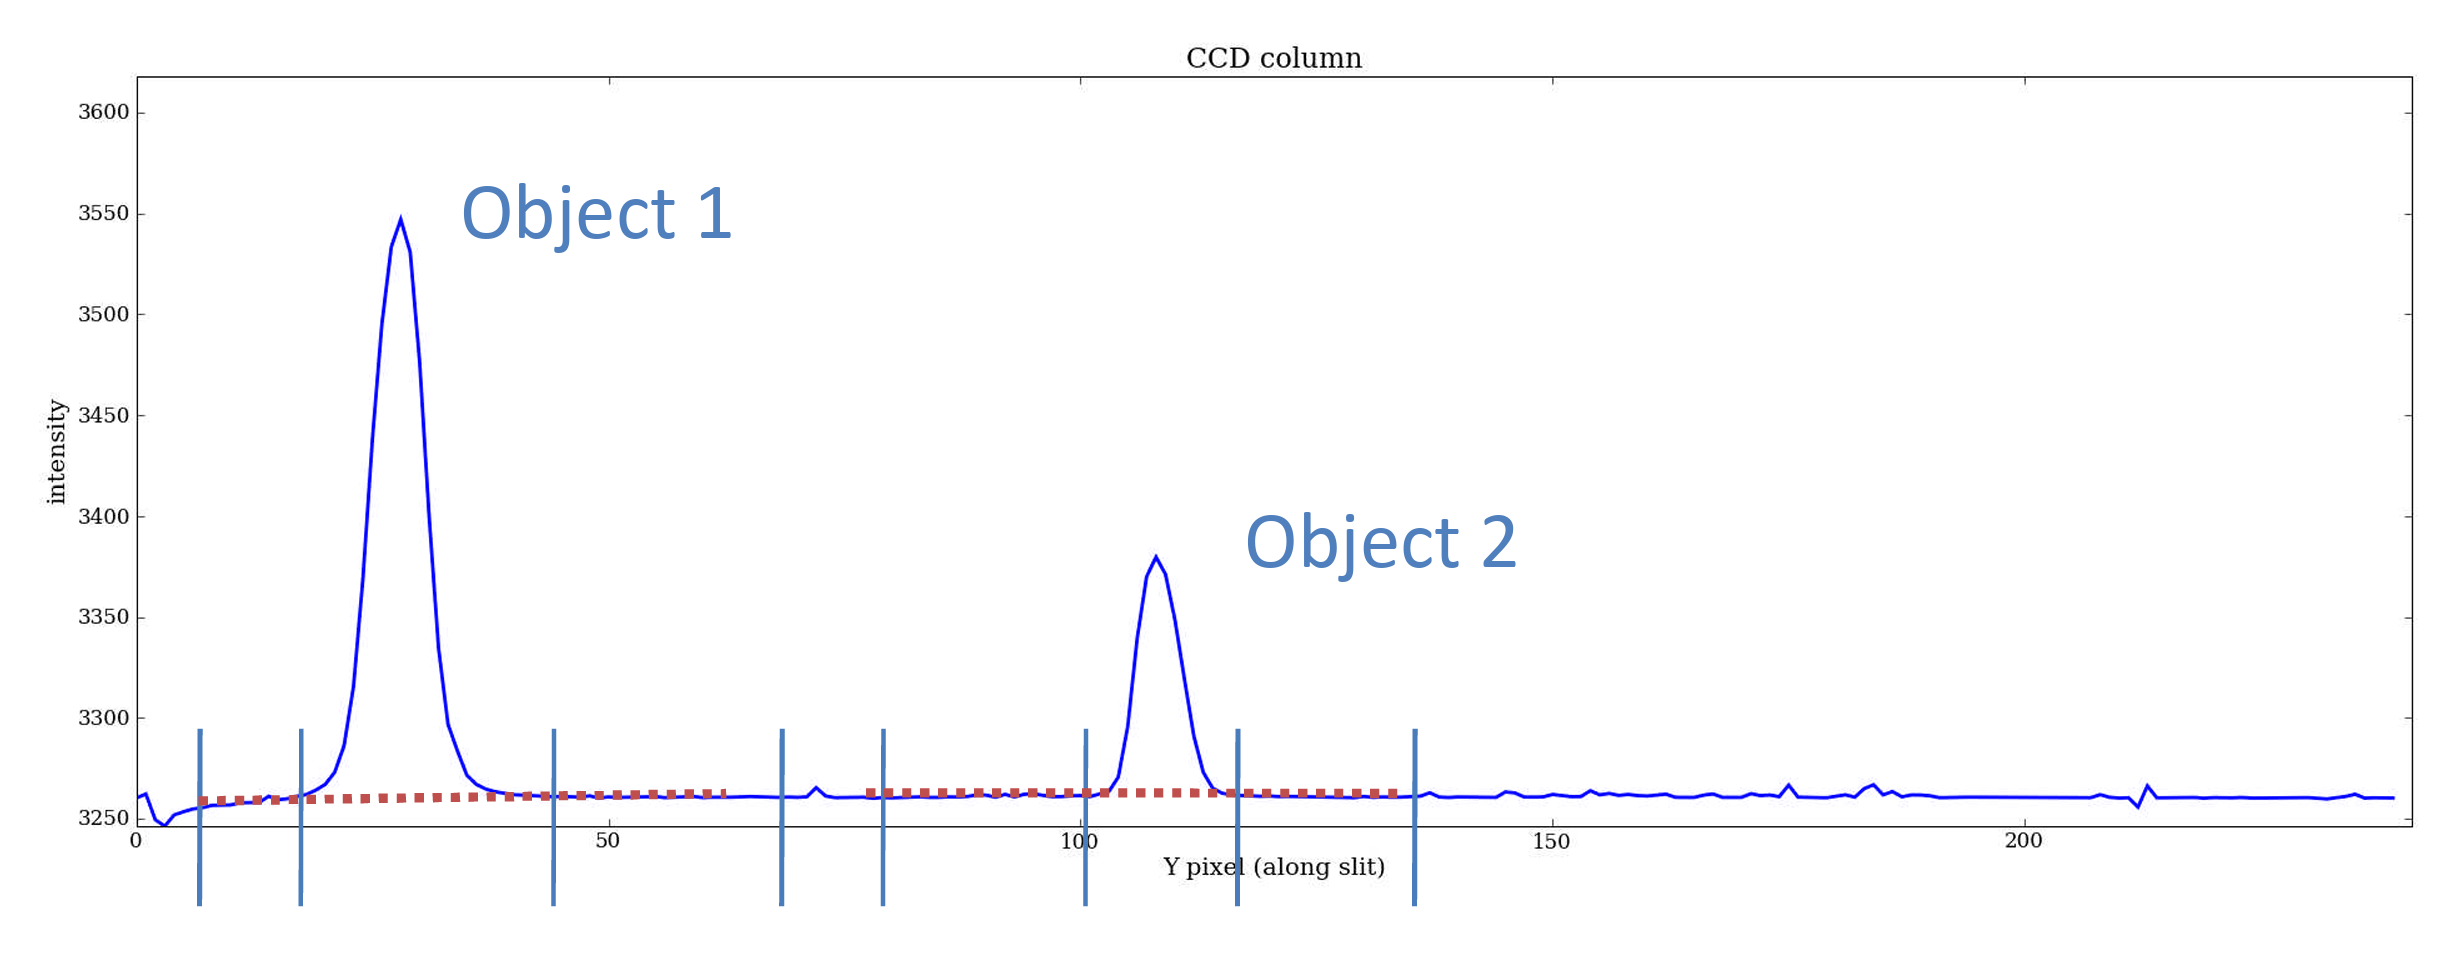 CCD column
3600
3550
3500
3450
3400
3350
3300
3250
intensity
Object 1
Object 2
0 50 100 150 200
Y pixel (along slit)